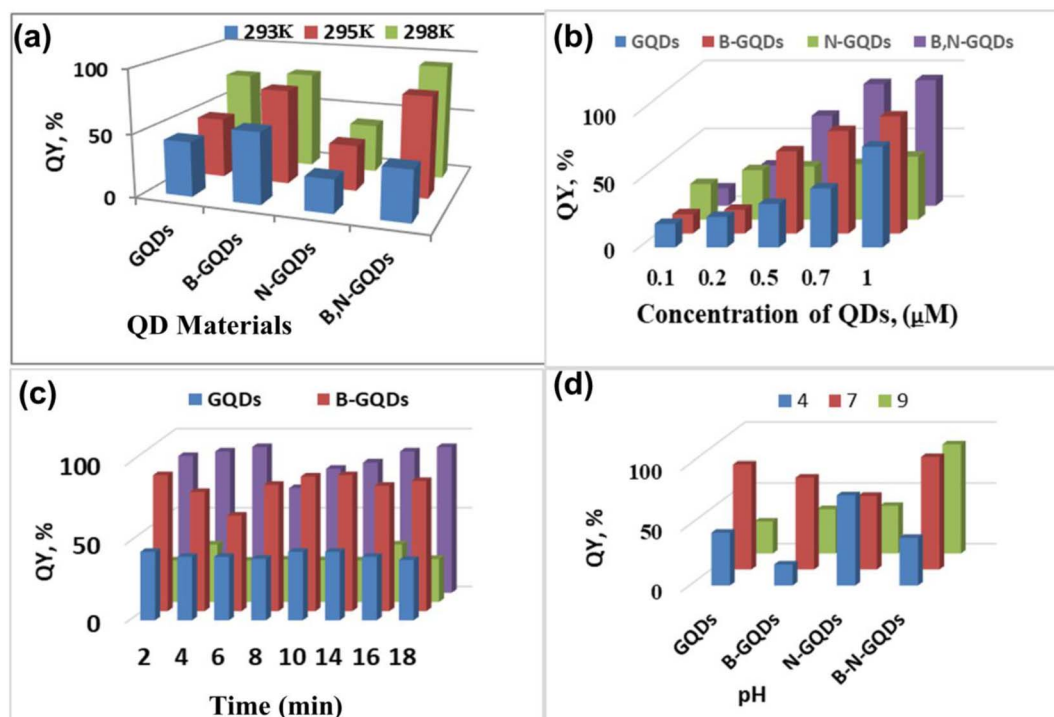 (a)
293K 295K 298K
100
50
0
QY, %
GQDs
B-GQDs
N-GQDs
B,N-GQDs
QD Materials
(b)
GQDs B-GQDs N-GQDs B,N-GQDs
100
50
0
QY, %
0.1 0.2 0.5 0.7 1
Concentration of QDs, (μM)
(c)
GQDs B-GQDs
100
50
0
QY, %
2 4 6 8 10 14 16 18
Time (min)
(d)
4 7 9
100
50
0
QY, %
GQDs
B-GQDs
N-GQDs
B-N-GQDs
pH